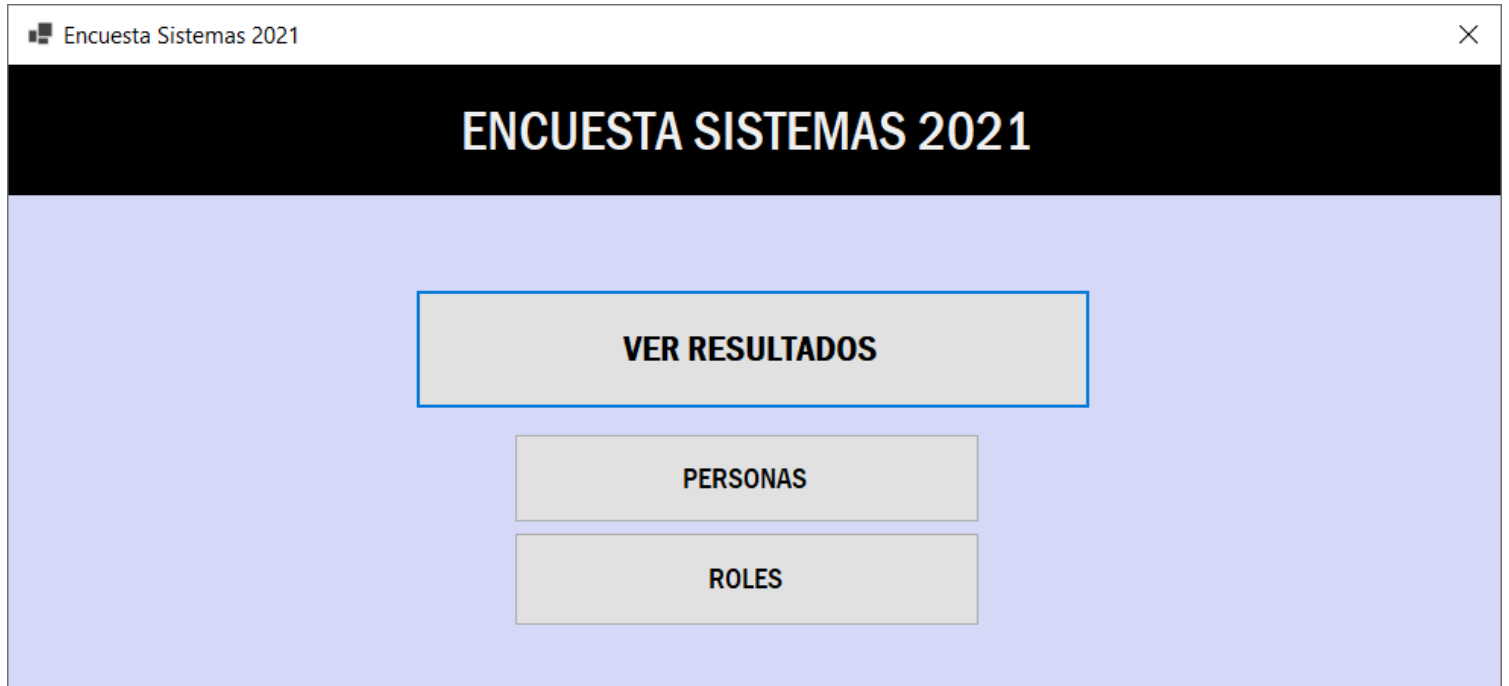 Encuesta Sistemas 2021
ENCUESTA SISTEMAS 2021
VER RESULTADOS
PERSONAS
ROLES